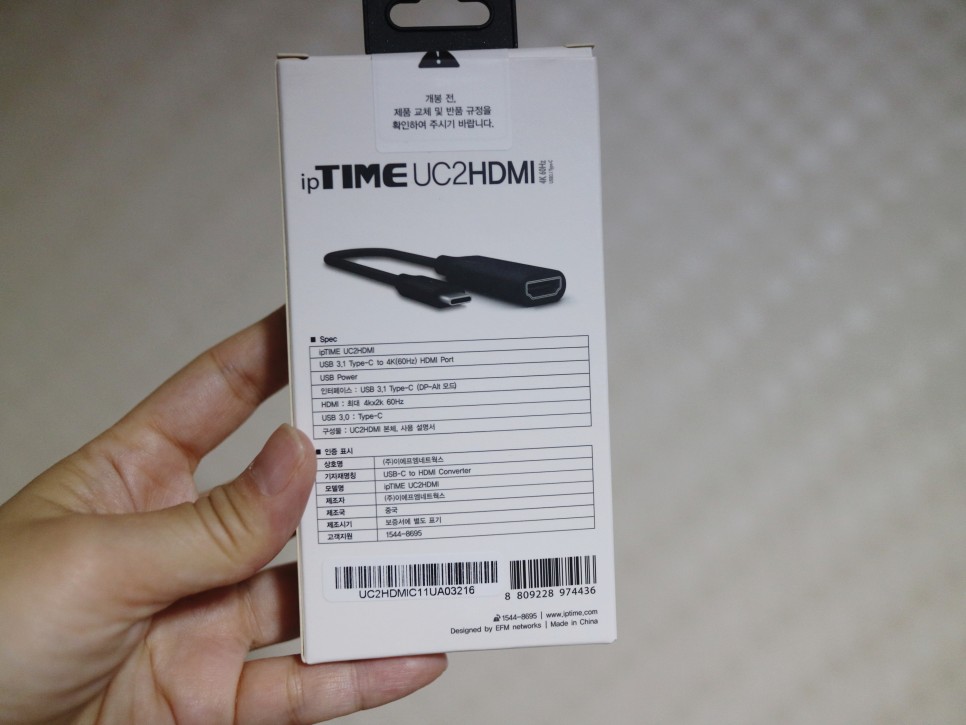 개봉 전,
제품 교체 및 반품 규정을
확인하여 주시기 바랍니다.
ipTIME UC2HDMI 4K 60Hz
USB3.1 Type-C
■ Spec
ipTIME UC2HDMI
USB 3.1 Type-C to 4K(60Hz) HDMI Port
USB Power
인터페이스 : USB 3.1 Type-C (DP-Alt 모드)
HDMI : 최대 4kx2k 60Hz
USB 3.0 : Type-C
구성물 : UC2HDMI 본체, 사용 설명서
■ 인증 표시
상호명 (주)이에프엠네트웍스
기자재명칭 USB-C to HDMI Converter
모델명 ipTIME UC2HDMI
제조자 (주)이에프엠네트웍스
제조국 중국
제조시기 보증서에 별도 표기
고객지원 1544-8695
UC2HDMIC11UA03216
8 809228 974436
1544-8695 | www.iptime.com
Designed by EFM networks | Made in China